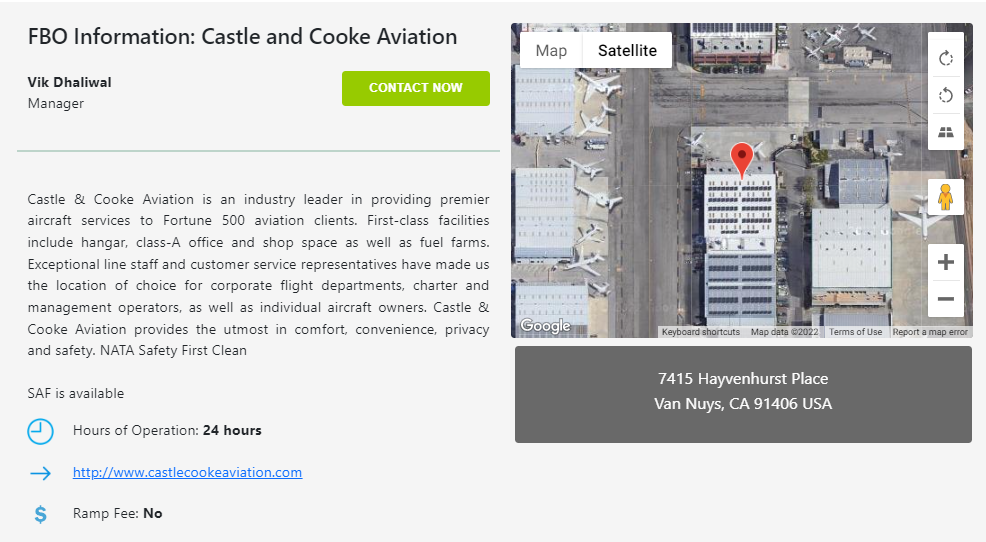 FBO Information: Castle and Cooke Aviation
Vik Dhaliwal
Manager
CONTACT NOW
Castle & Cooke Aviation is an industry leader in providing premier
aircraft services to Fortune 500 aviation clients. First-class facilities
include hangar, class-A office and shop space as well as fuel farms.
Exceptional line staff and customer service representatives have made us
the location of choice for corporate flight departments, charter and
management operators, as well as individual aircraft owners. Castle &
Cooke Aviation provides the utmost in comfort, convenience, privacy
and safety. NATA Safety First Clean
SAF is available
Hours of Operation: 24 hours
http://www.castlecookeaviation.com
$ Ramp Fee: No
Map Satellite
Google
Keyboard shortcuts Map data ©2022 Terms of Use Report a map error
7415 Hayvenhurst Place
Van Nuys, CA 91406 USA